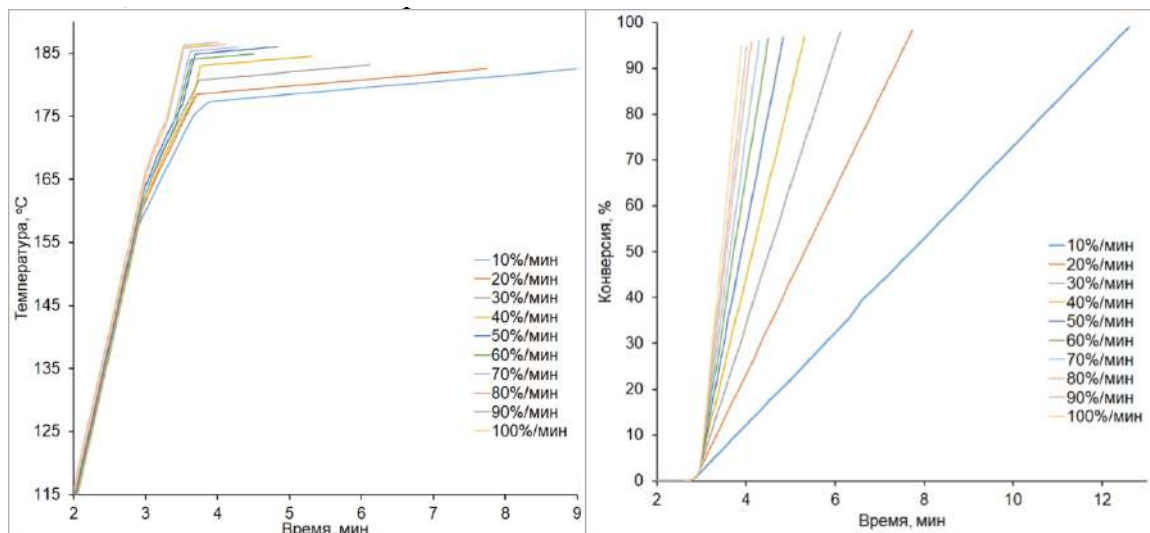 185
175
165
155
145
135
125
115
Температура, ºC
2 3 4 5 6 7 8 9
Время, мин
10%/мин
20%/мин
30%/мин
40%/мин
50%/мин
60%/мин
70%/мин
80%/мин
90%/мин
100%/мин
100
90
80
70
60
50
40
30
20
10
0
Конверсия, %
2 4 6 8 10 12
Время, мин
10%/мин
20%/мин
30%/мин
40%/мин
50%/мин
60%/мин
70%/мин
80%/мин
90%/мин
100%/мин